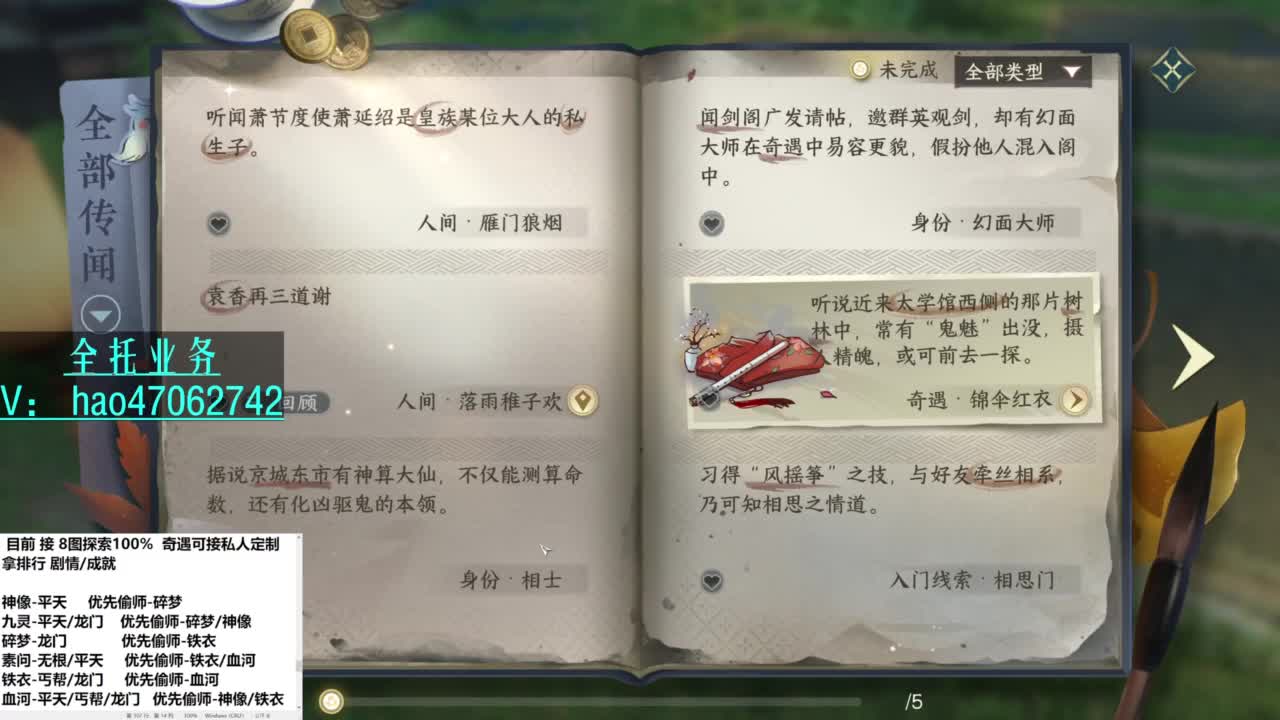 全部传闻
未完成
全部类型
听闻萧节度使萧延绍是皇族某位大人的私
生子。
人间·雁门狼烟
袁香再三道谢
回顾
人间·落雨稚子欢
据说京城东市有神算大仙，不仅能测算命
数，还有化凶驱鬼的本领。
身份·相士
闻剑阁广发请帖，邀群英观剑，却有幻面
大师在奇遇中易容更貌，假扮他人混入阁
中。
身份·幻面大师
听说近来太学馆西侧的那片树
林中，常有“鬼魅”出没，摄
人精魄，或可前去一探。
奇遇·锦伞红衣
习得“风摇筝”之技，与好友牵丝相系，
乃可知相思之情道。
入门线索·相思门
/5
全托业务
V： hao47062742
目前 接 8图探索100% 奇遇可接私人定制
拿排行 剧情/成就
神像-平天 优先偷师-碎梦
九灵-平天/龙门 优先偷师-碎梦/神像
碎梦-龙门 优先偷师-铁衣
素问-无根/平天 优先偷师-铁衣/血河
铁衣-丐帮/龙门 优先偷师-血河
血河-平天/丐帮/龙门 优先偷师-神像/铁衣